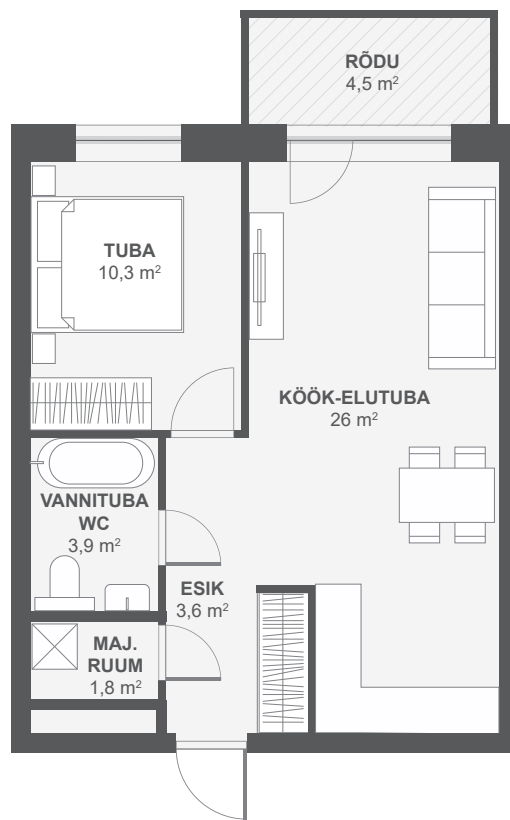 RÕDU
4,5 m²
TUBA
10,3 m²
KÖÖK-ELUTUBA
26 m²
VANNITUBA
WC
3,9 m²
ESIK
3,6 m²
MAJ.
RUUM
1,8 m²